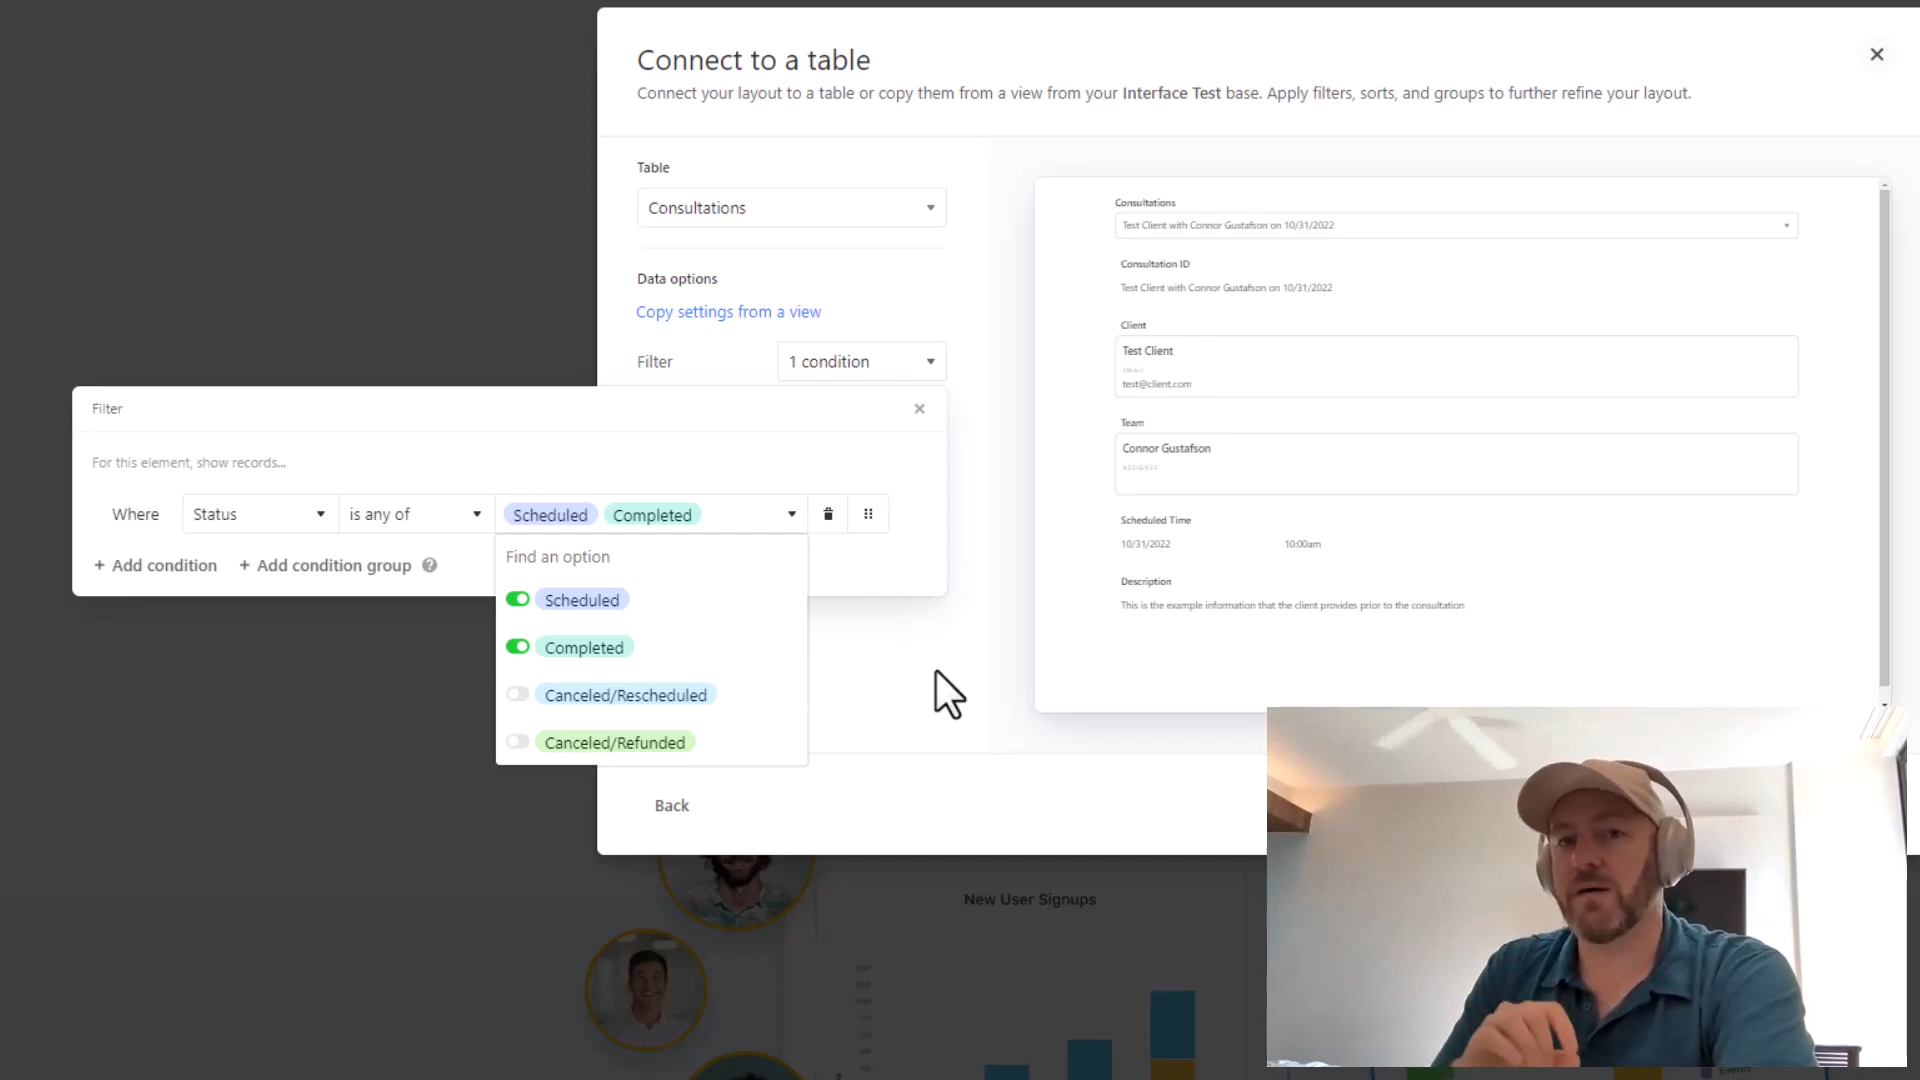 Connect to a table
Connect your layout to a table or copy them from a view from your Interface Test base. Apply filters, sorts, and groups to further refine your layout.
Table
Consultations
Data options
Copy settings from a view
Filter
1 condition
Filter
For this element, show records...
Where
Status
is any of
Scheduled
Completed
+ Add condition
+ Add condition group
Find an option
Scheduled
Completed
Canceled/Rescheduled
Canceled/Refunded
Back
Consultations
Test Client with Connor Gustafson on 10/31/2022
Consultation ID
Test Client with Connor Gustafson on 10/31/2022
Client
Test Client
EMAIL
test@client.com
Team
Connor Gustafson
ASSIGNEE
Scheduled Time
10/31/2022
10:00am
Description
This is the example information that the client provides prior to the consultation
New User Signups
Events